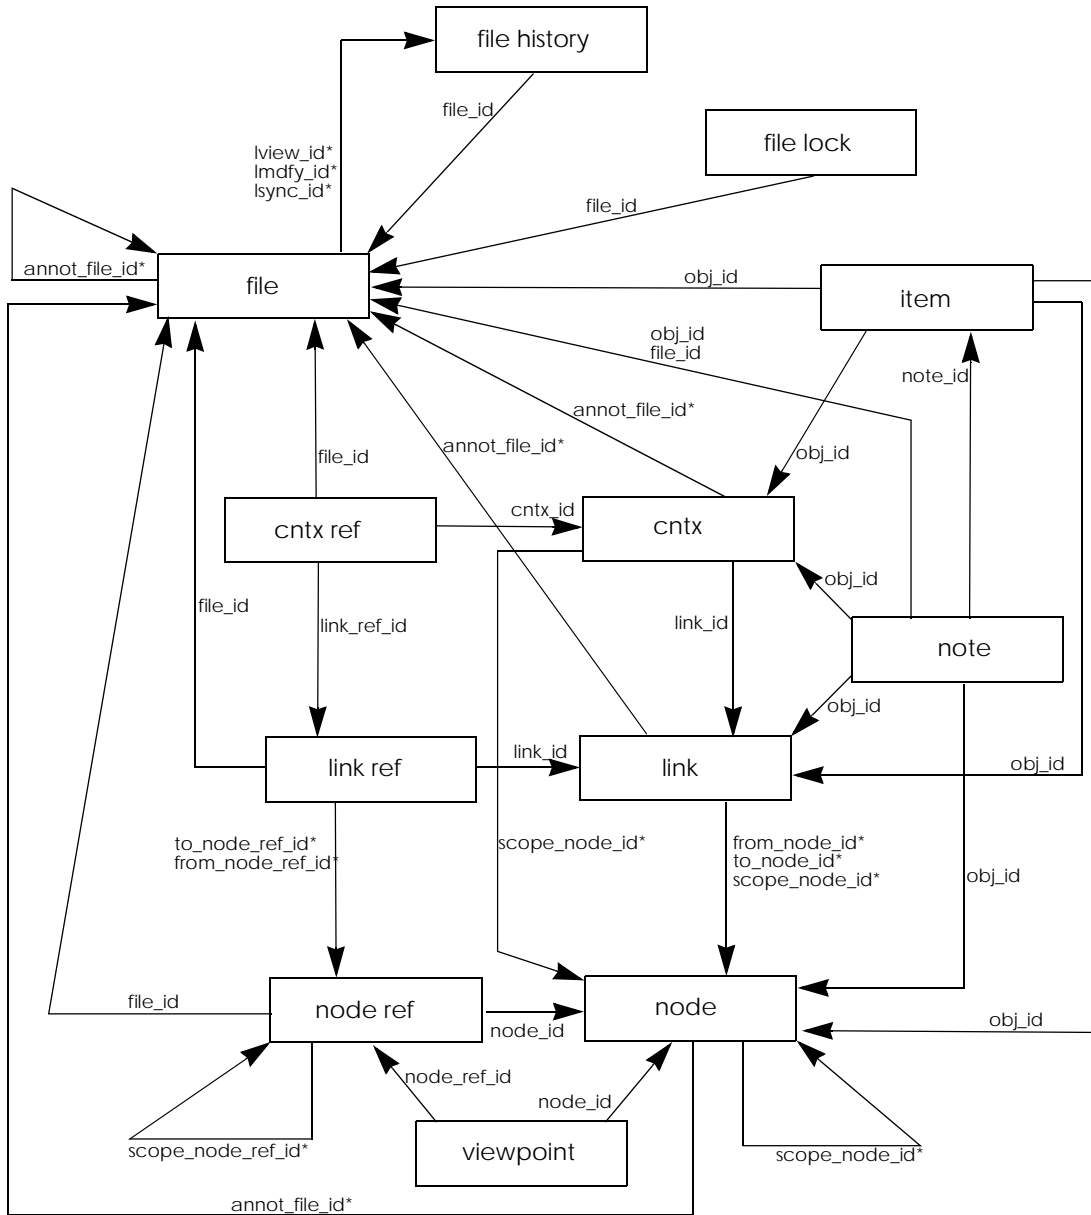 file history
file_id
file lock
lview_id*
lmdfy_id*
lsync_id*
file_id
annot_file_id*
file
obj_id
item
obj_id
file_id
note_id
annot_file_id*
annot_file_id*
obj_id
file_id
cntx ref
cntx_id
cntx
obj_id
file_id
link_ref_id
link_id
note
obj_id
link ref
link_id
link
obj_id
to_node_ref_id*
from_node_ref_id*
scope_node_id*
from_node_id*
to_node_id*
scope_node_id*
obj_id
file_id
node ref
node_id
node
obj_id
node_ref_id
node_id
scope_node_ref_id*
viewpoint
scope_node_id*
annot_file_id*